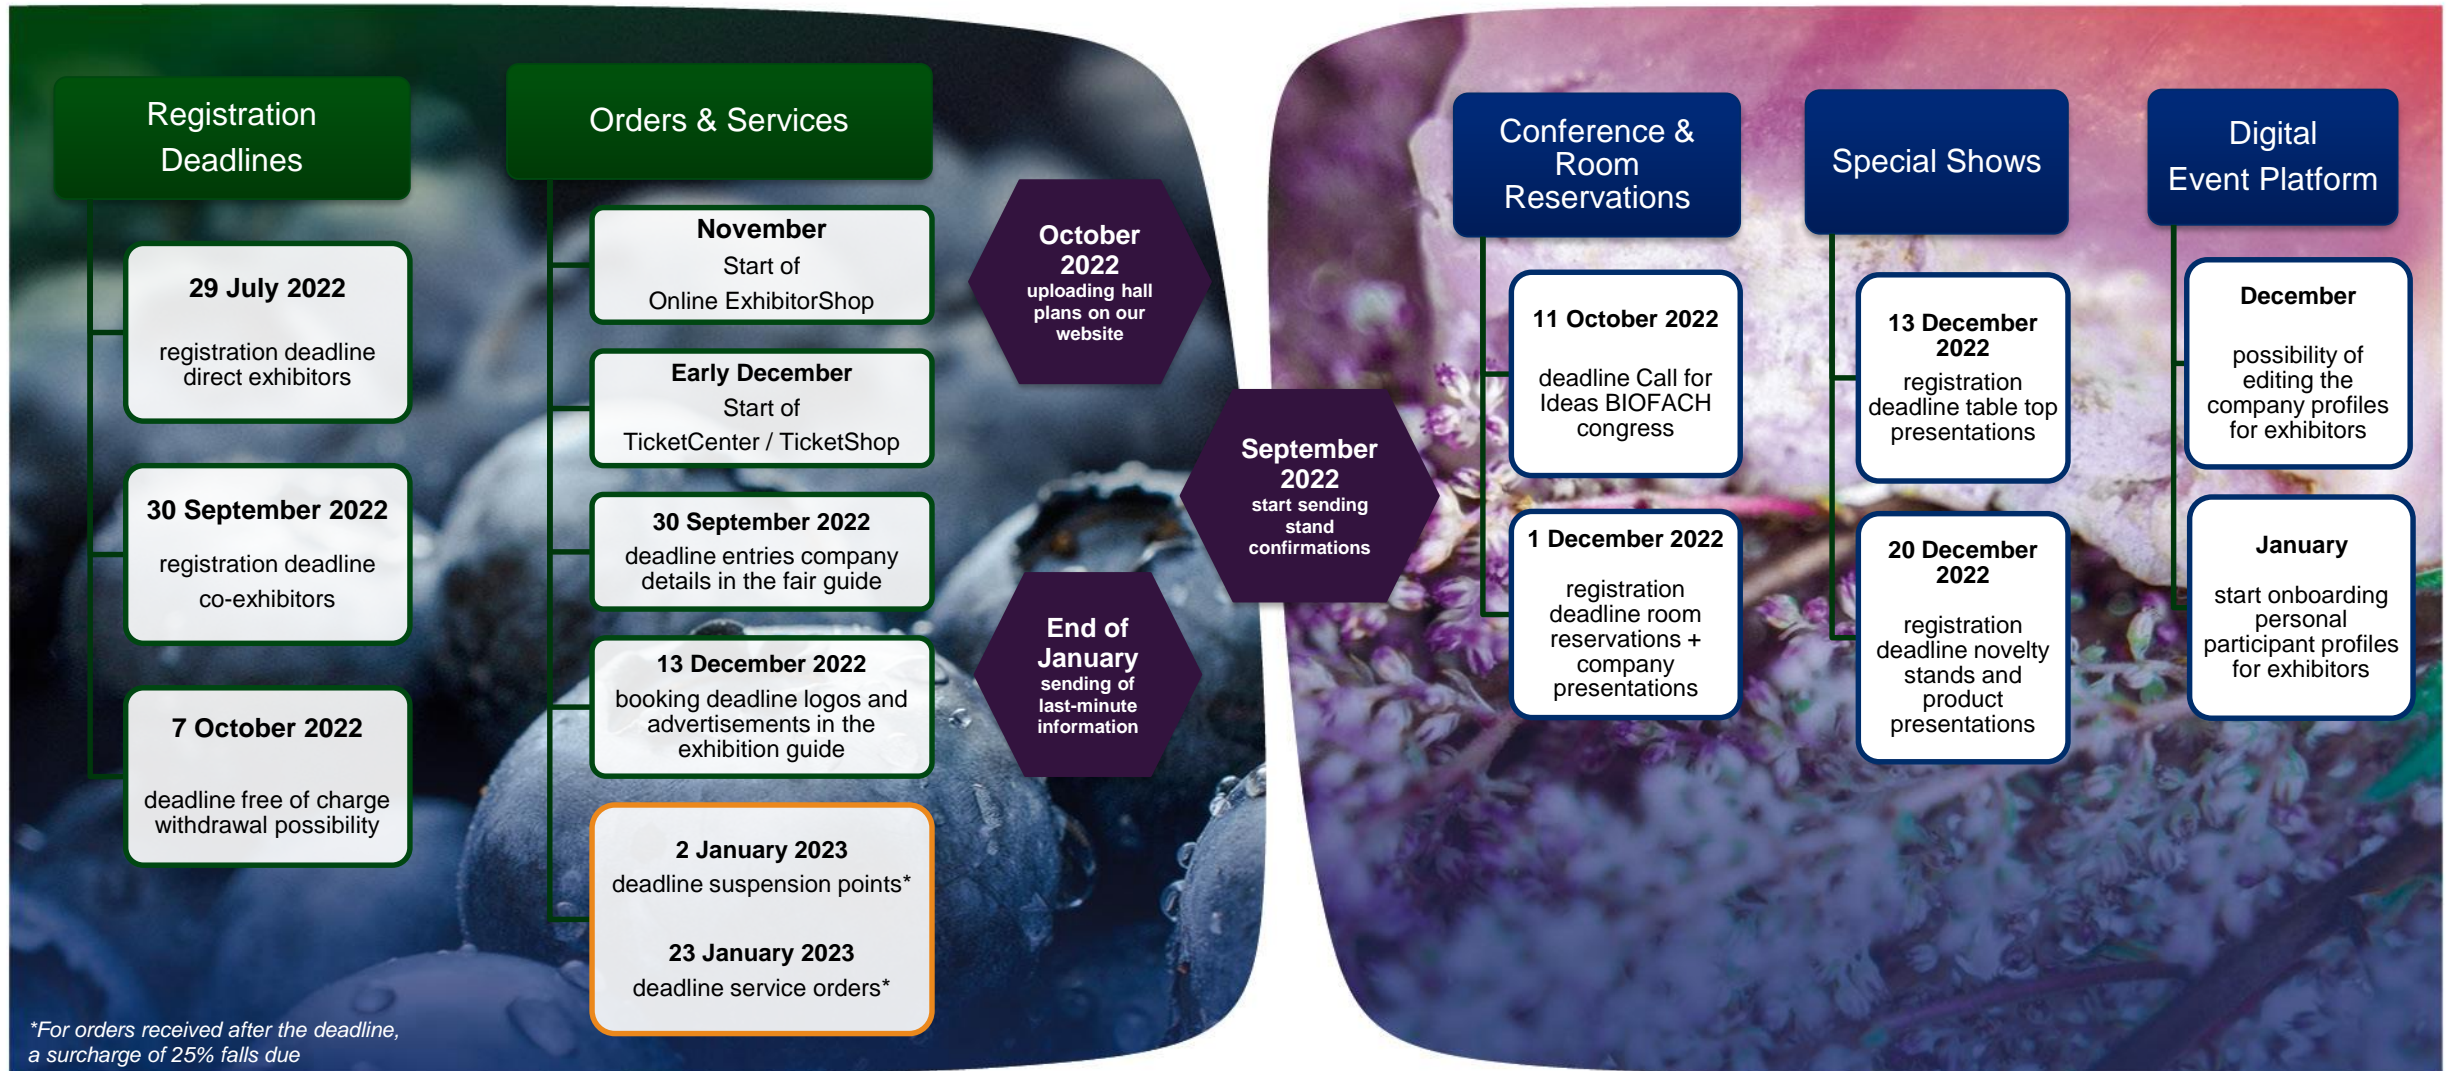 Registration
Deadlines
29 July 2022
registration deadline
direct exhibitors
30 September 2022
registration deadline
co-exhibitors
7 October 2022
deadline free of charge
withdrawal possibility
*For orders received after the deadline,
a surcharge of 25% falls due
Orders & Services
November
Start of
Online ExhibitorShop
Early December
Start of
TicketCenter / TicketShop
30 September 2022
deadline entries company
details in the fair guide
13 December 2022
booking deadline logos and
advertisements in the
exhibition guide
2 January 2023
deadline suspension points*
23 January 2023
deadline service orders*
October
2022
uploading hall
plans on our
website
September
2022
start sending
stand
confirmations
End of
January
sending of
last-minute
information
Conference &
Room
Reservations
11 October 2022
deadline Call for
Ideas BIOFACH
congress
1 December 2022
registration
deadline room
reservations +
company
presentations
Special Shows
13 December
2022
registration
deadline table top
presentations
20 December
2022
registration
deadline novelty
stands and
product
presentations
Digital
Event Platform
December
possibility of
editing the
company profiles
for exhibitors
January
start onboarding
personal
participant profiles
for exhibitors